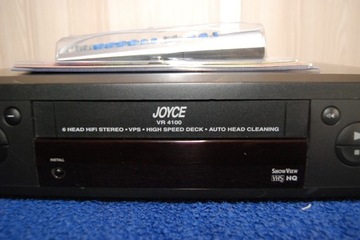 JOYCE
VR 4100
6 HEAD HIFI STEREO • VPS • HIGH SPEED DECK • AUTO HEAD CLEANING
INSTALL
SHOWVIEW
VHS HQ